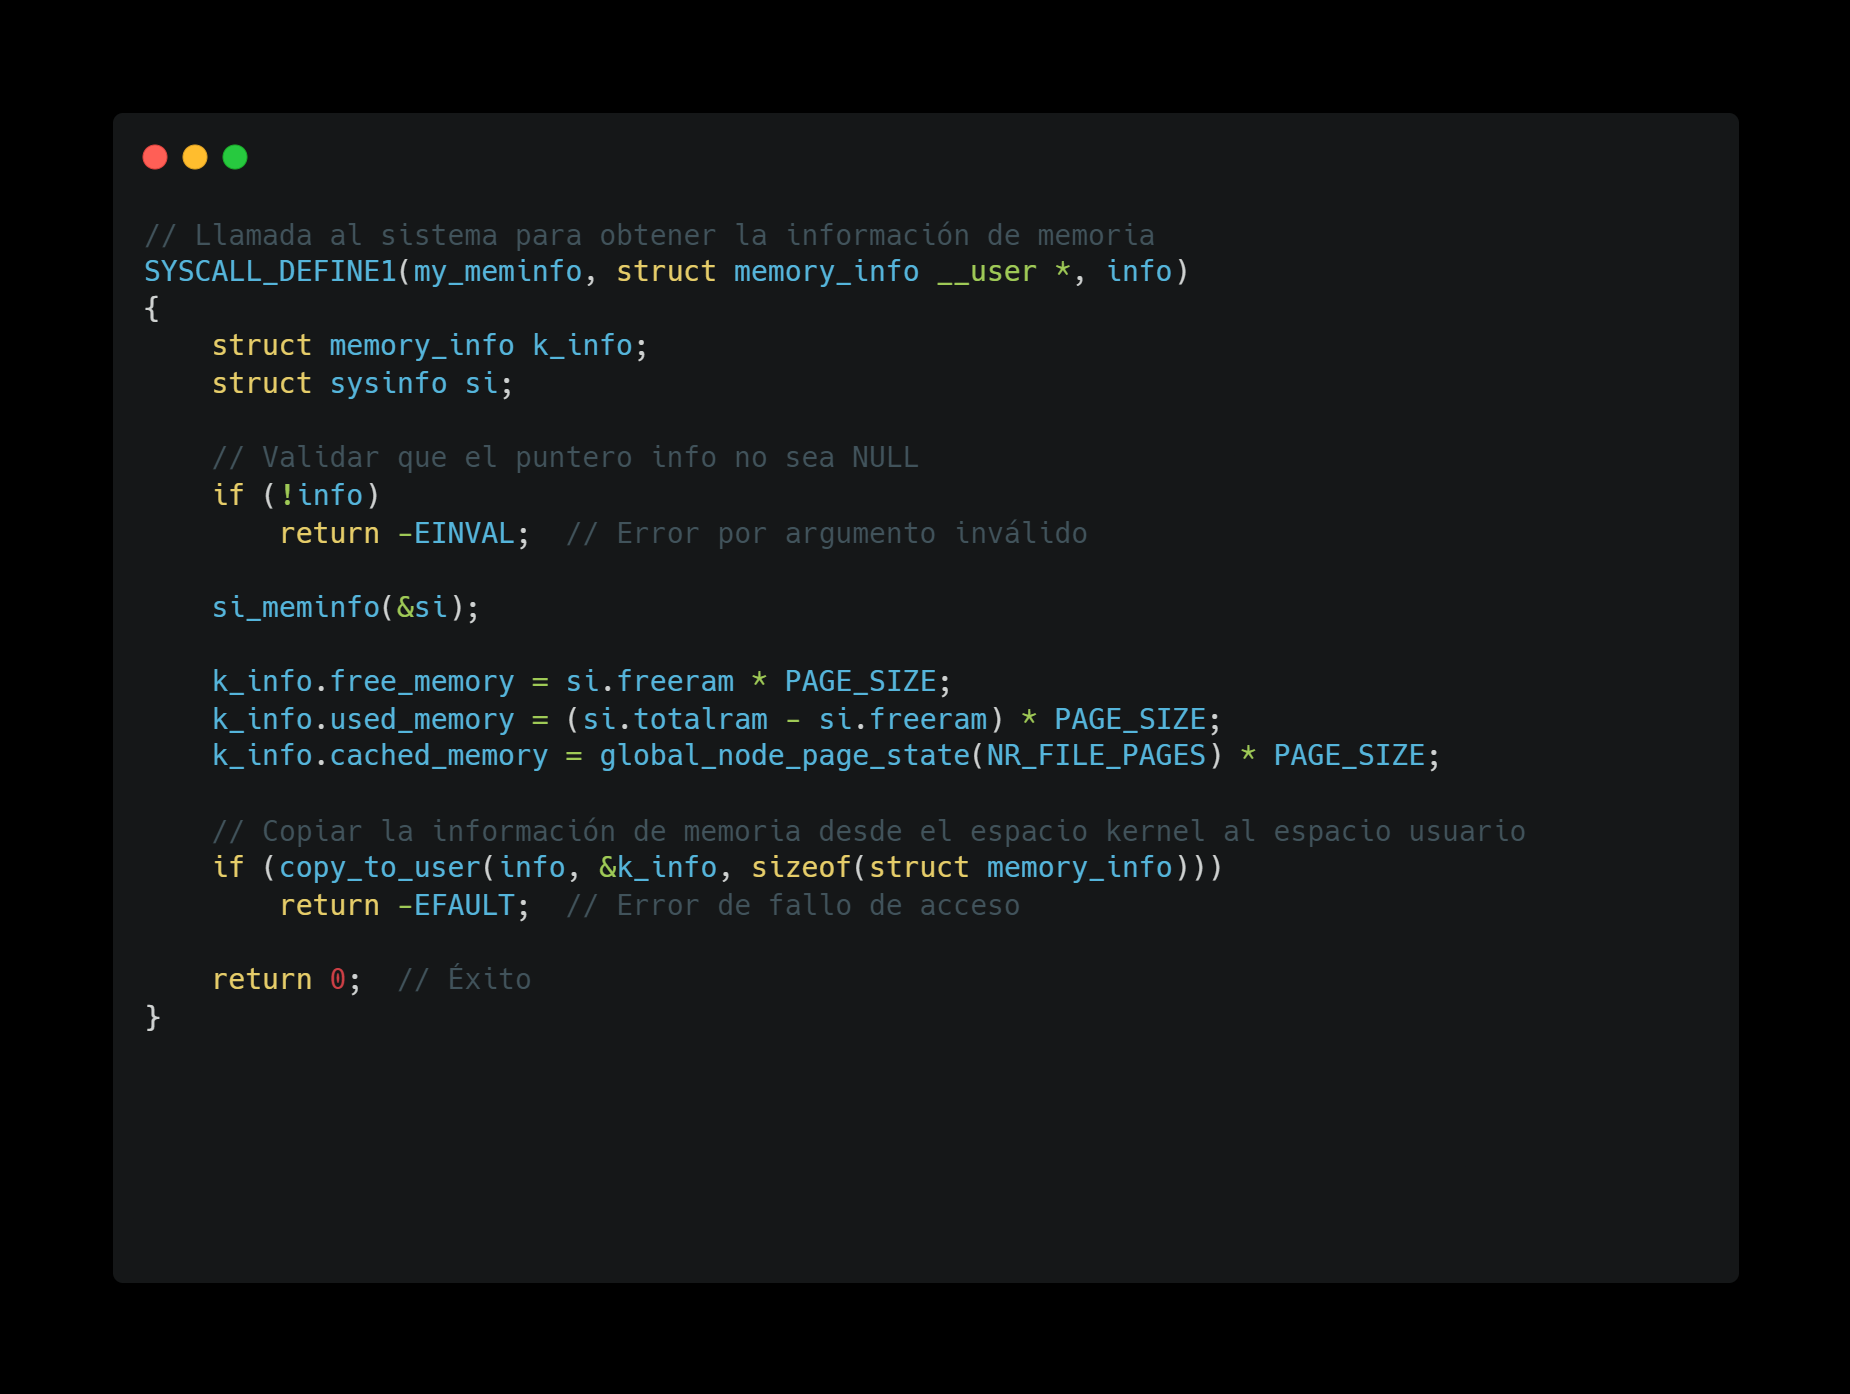 // Llamada al sistema para obtener la información de memoria
SYSCALL_DEFINE1(my_meminfo, struct memory_info __user *, info)
{
    struct memory_info k_info;
    struct sysinfo si;

    // Validar que el puntero info no sea NULL
    if (!info)
        return -EINVAL;  // Error por argumento inválido

    si_meminfo(&si);

    k_info.free_memory = si.freeram * PAGE_SIZE;
    k_info.used_memory = (si.totalram - si.freeram) * PAGE_SIZE;
    k_info.cached_memory = global_node_page_state(NR_FILE_PAGES) * PAGE_SIZE;

    // Copiar la información de memoria desde el espacio kernel al espacio usuario
    if (copy_to_user(info, &k_info, sizeof(struct memory_info)))
        return -EFAULT;  // Error de fallo de acceso

    return 0;  // Éxito
}